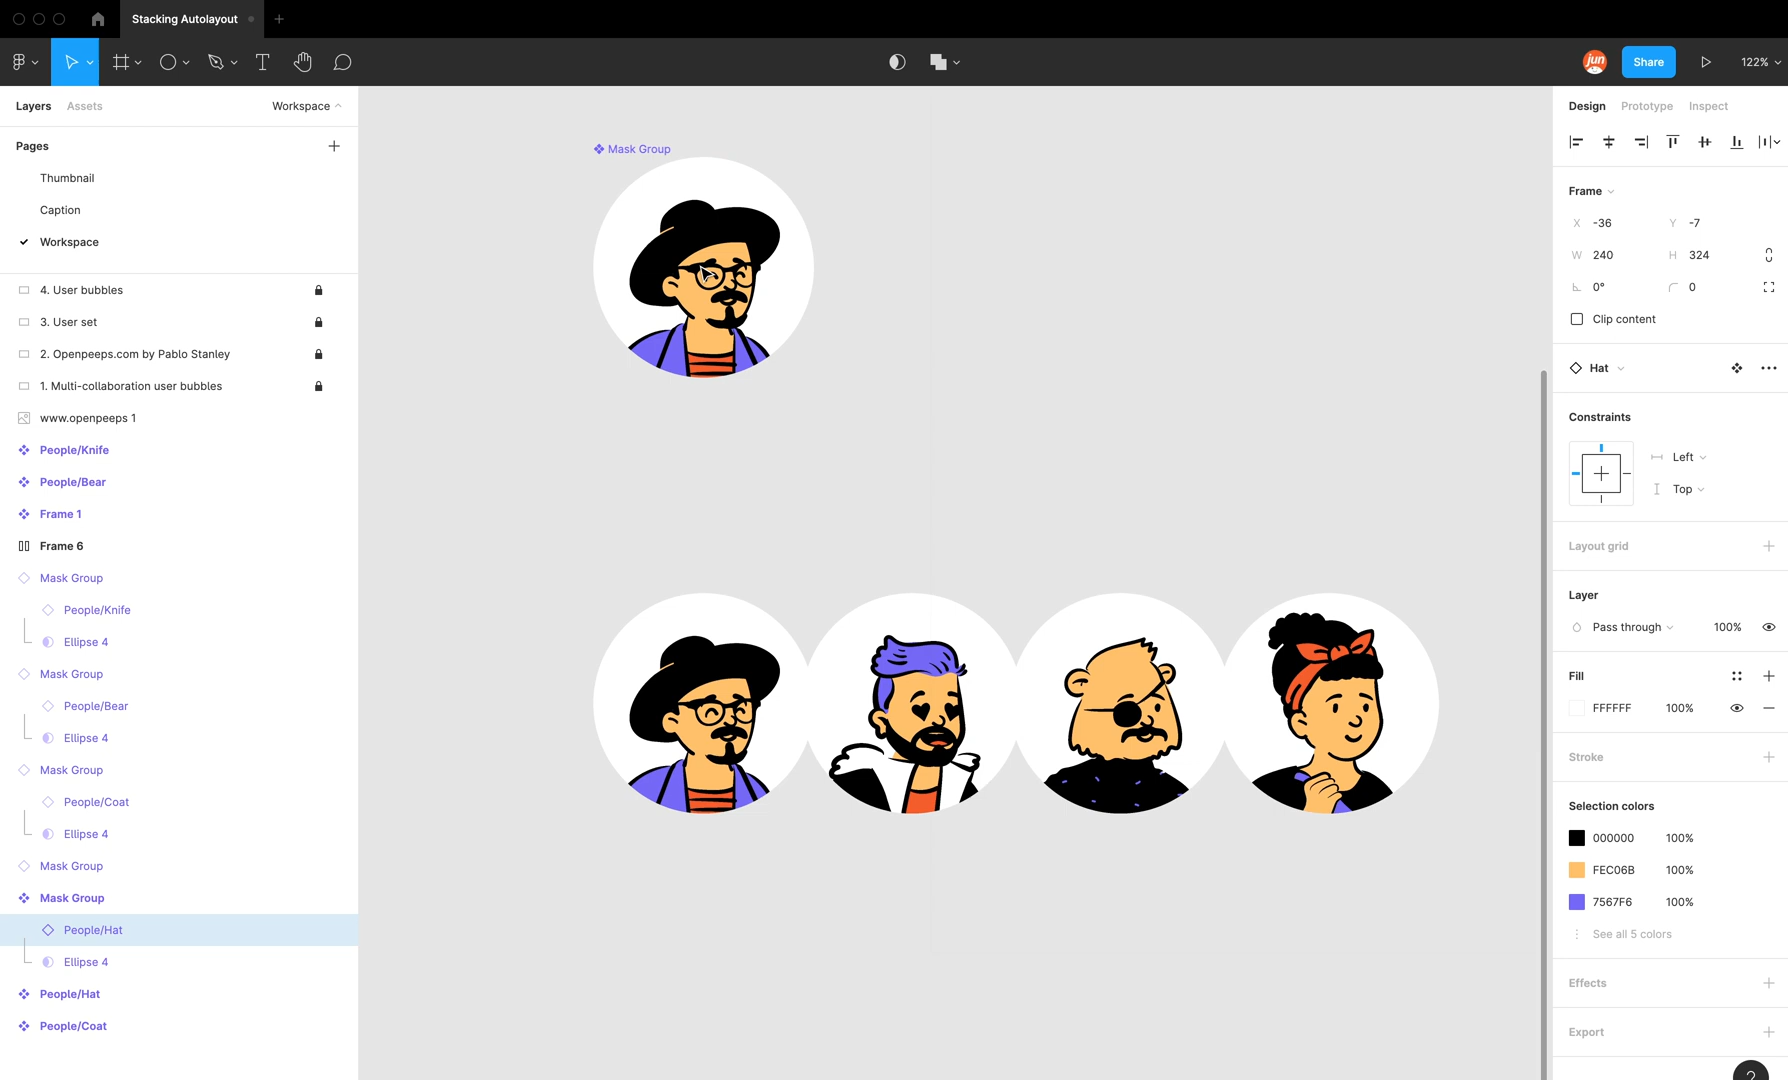 Stacking Autolayout
Share
122%
jun
Layers
Assets
Workspace
Pages
Thumbnail
Caption
Workspace
4. User bubbles
3. User set
2. Openpeeps.com by Pablo Stanley
1. Multi-collaboration user bubbles
www.openpeeps 1
People/Knife
People/Bear
Frame 1
Frame 6
Mask Group
People/Knife
Ellipse 4
Mask Group
People/Bear
Ellipse 4
Mask Group
People/Coat
Ellipse 4
Mask Group
Mask Group
People/Hat
Ellipse 4
People/Hat
People/Coat
Mask Group
Design
Prototype
Inspect
Frame
X -36 Y -7
W 240 H 324
0° 0
Clip content
Hat
Constraints
Left
Top
Layout grid
Layer
Pass through 100%
Fill
FFFFFF 100%
Stroke
Selection colors
000000 100%
FEC06B 100%
7567F6 100%
See all 5 colors
Effects
Export
?